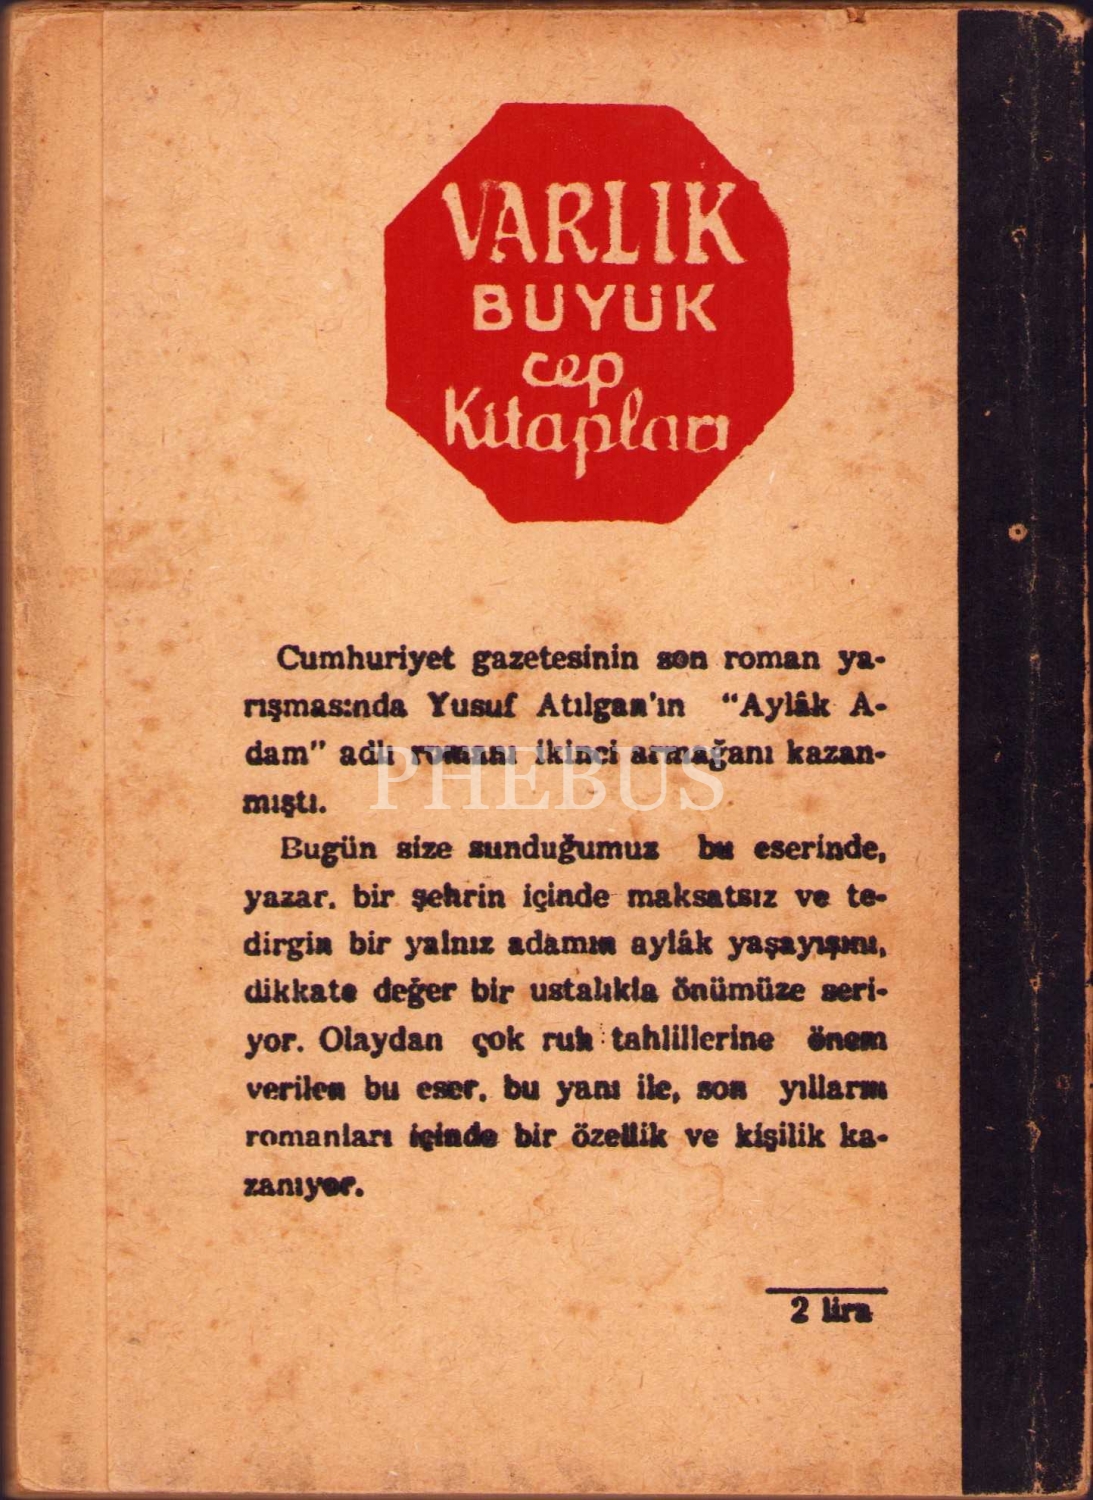 VARLIK
BÜYÜK
cep
Kitapları
Cumhuriyet gazetesinin son roman ya-
rışmasında Yusuf Atılgan'ın "Aylâk A-
dam" adlı romanı ikinci armağanı kazan-
mıştı.
PHEBUS
Bugün size sunduğumuz bu eserinde,
yazar, bir şehrin içinde maksatsız ve te-
dirgin bir yalnız adamın aylâk yaşayışını,
dikkate değer bir ustalıkla önümüze seri-
yor. Olaydan çok ruh tahlillerine önem
verilen bu eser, bu yanı ile, son yılların
romanları içinde bir özellik ve kişilik ka-
zanıyor.
2 lira